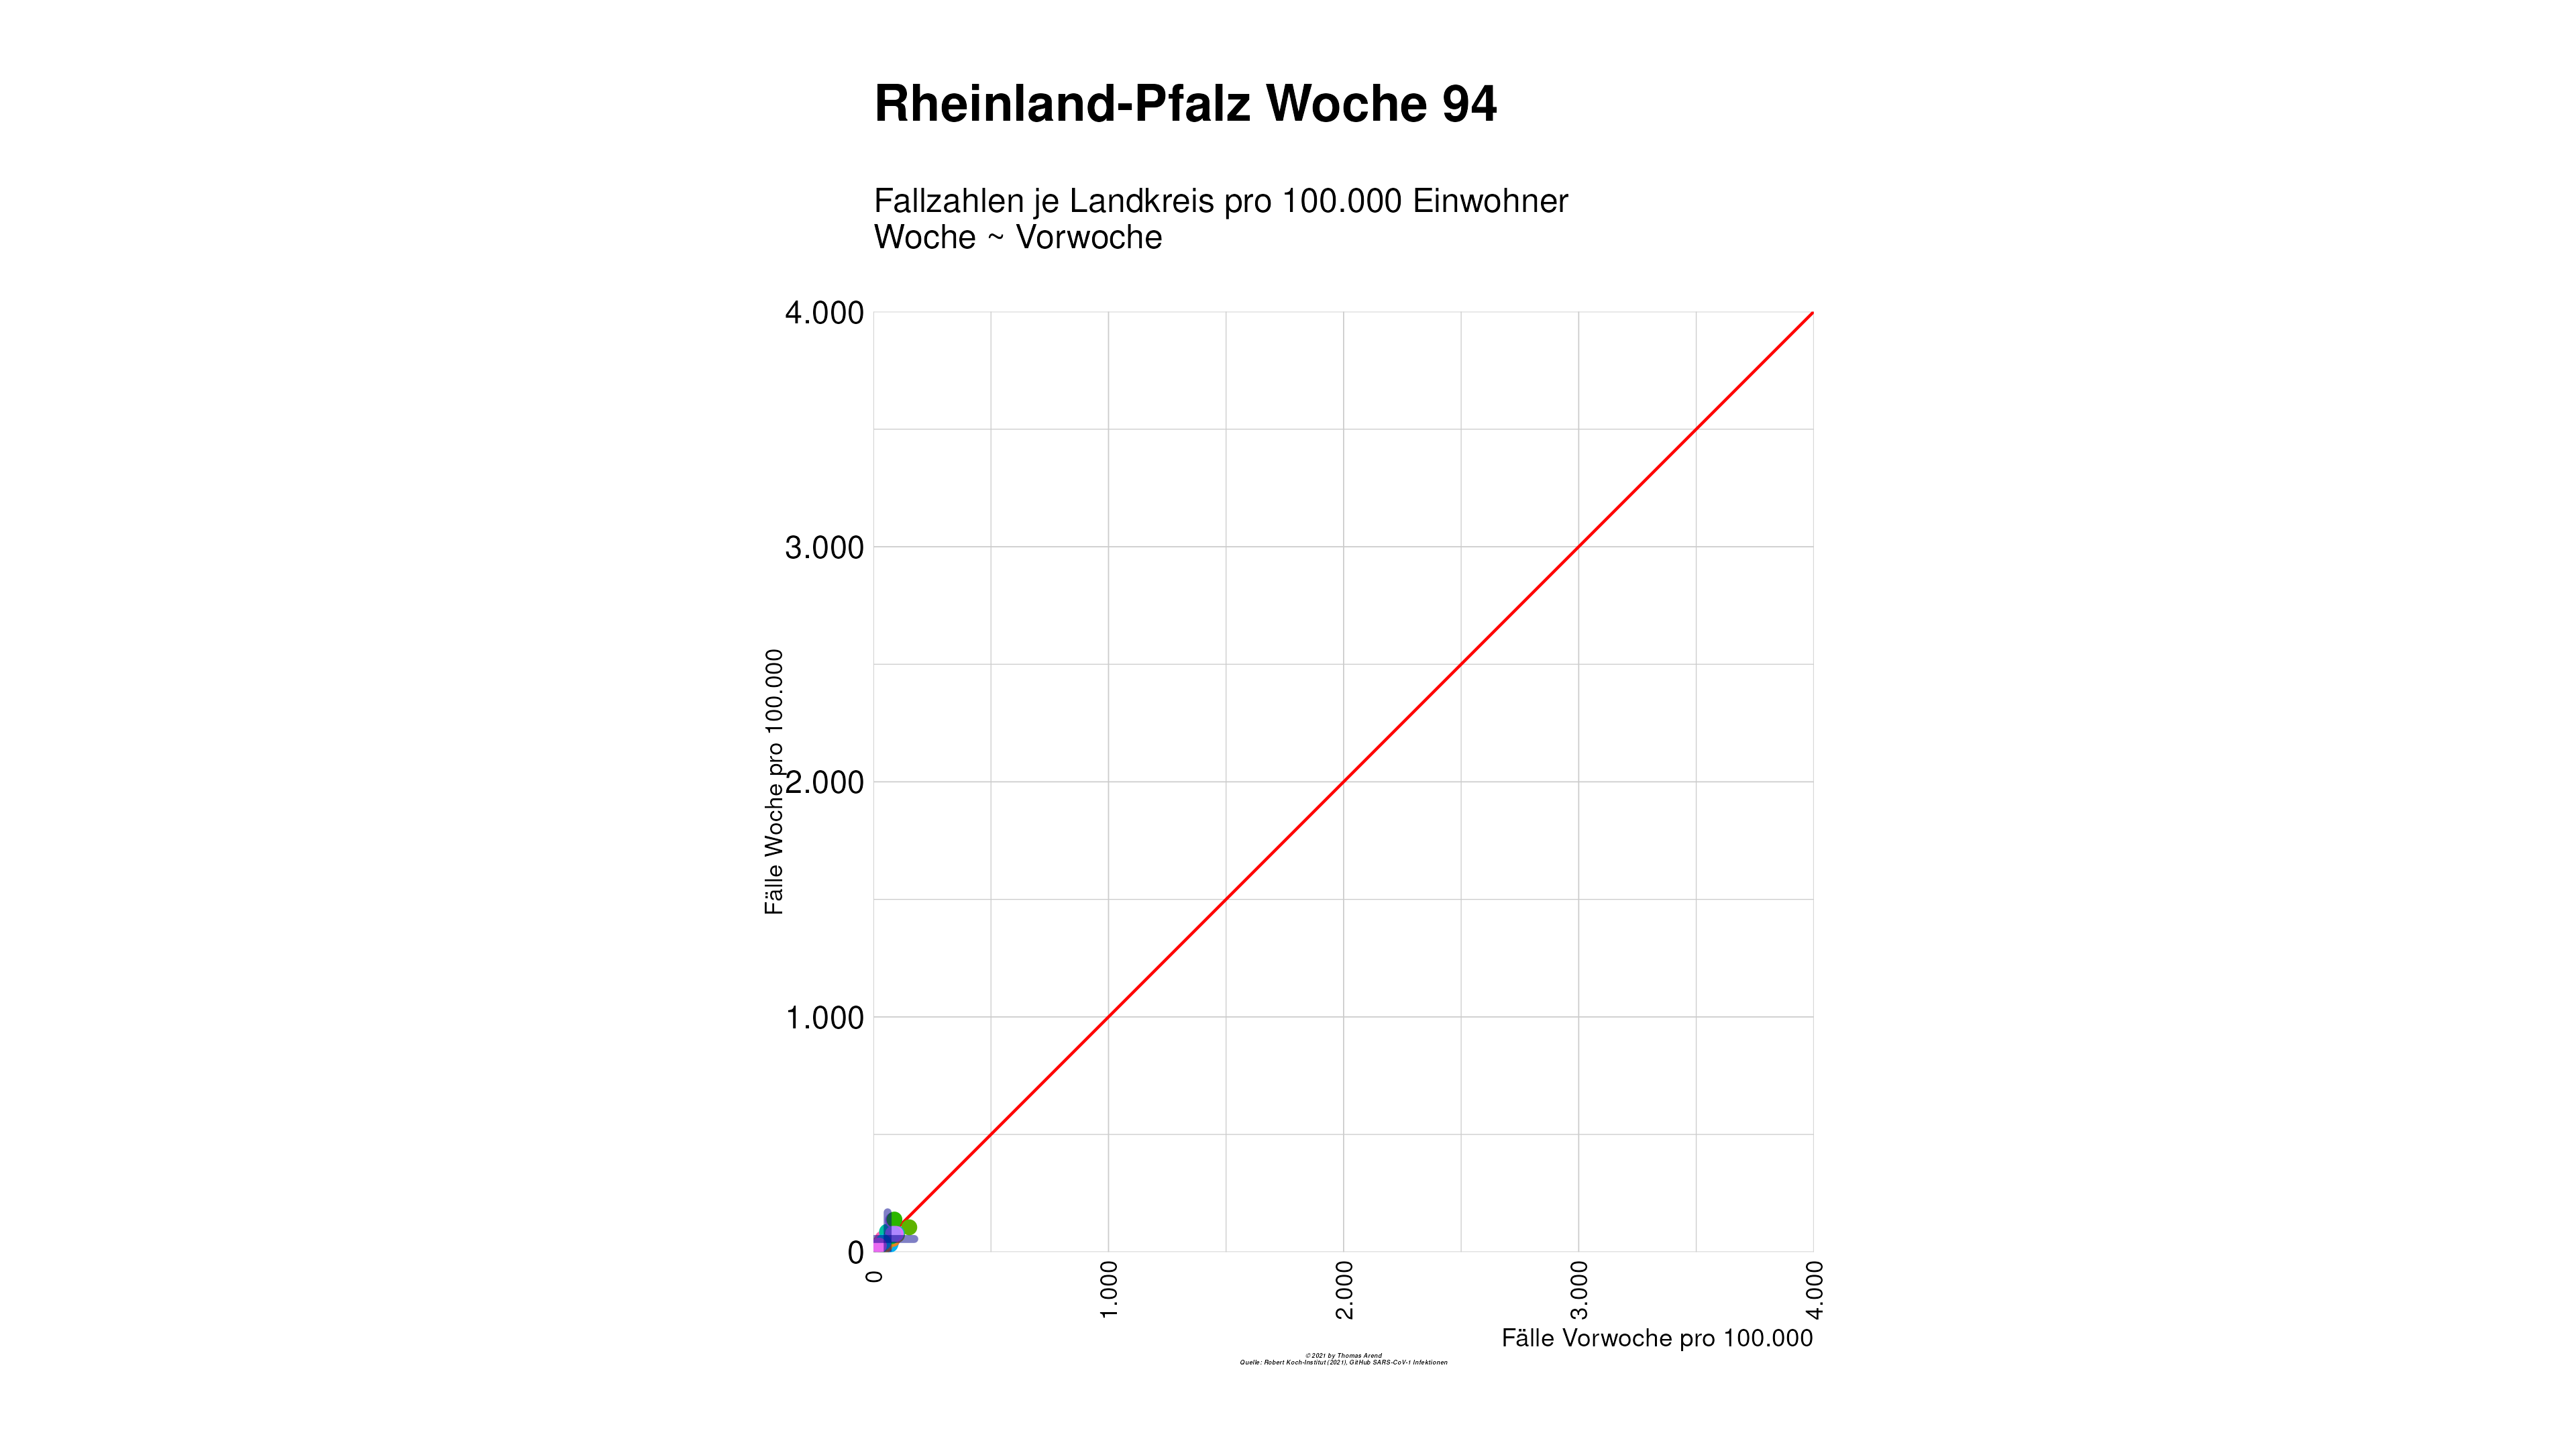 Rheinland-Pfalz Woche 94
Fallzahlen je Landkreis pro 100.000 Einwohner
Woche ~ Vorwoche
4.000
3.000
2.000
1.000
0
Fälle Woche pro 100.000
0
1.000
2.000
3.000
4.000
Fälle Vorwoche pro 100.000
© 2021 by Thomas Arend
Quelle: Robert Koch-Institut (2021), GitHub SARS-CoV-1 Infektionen